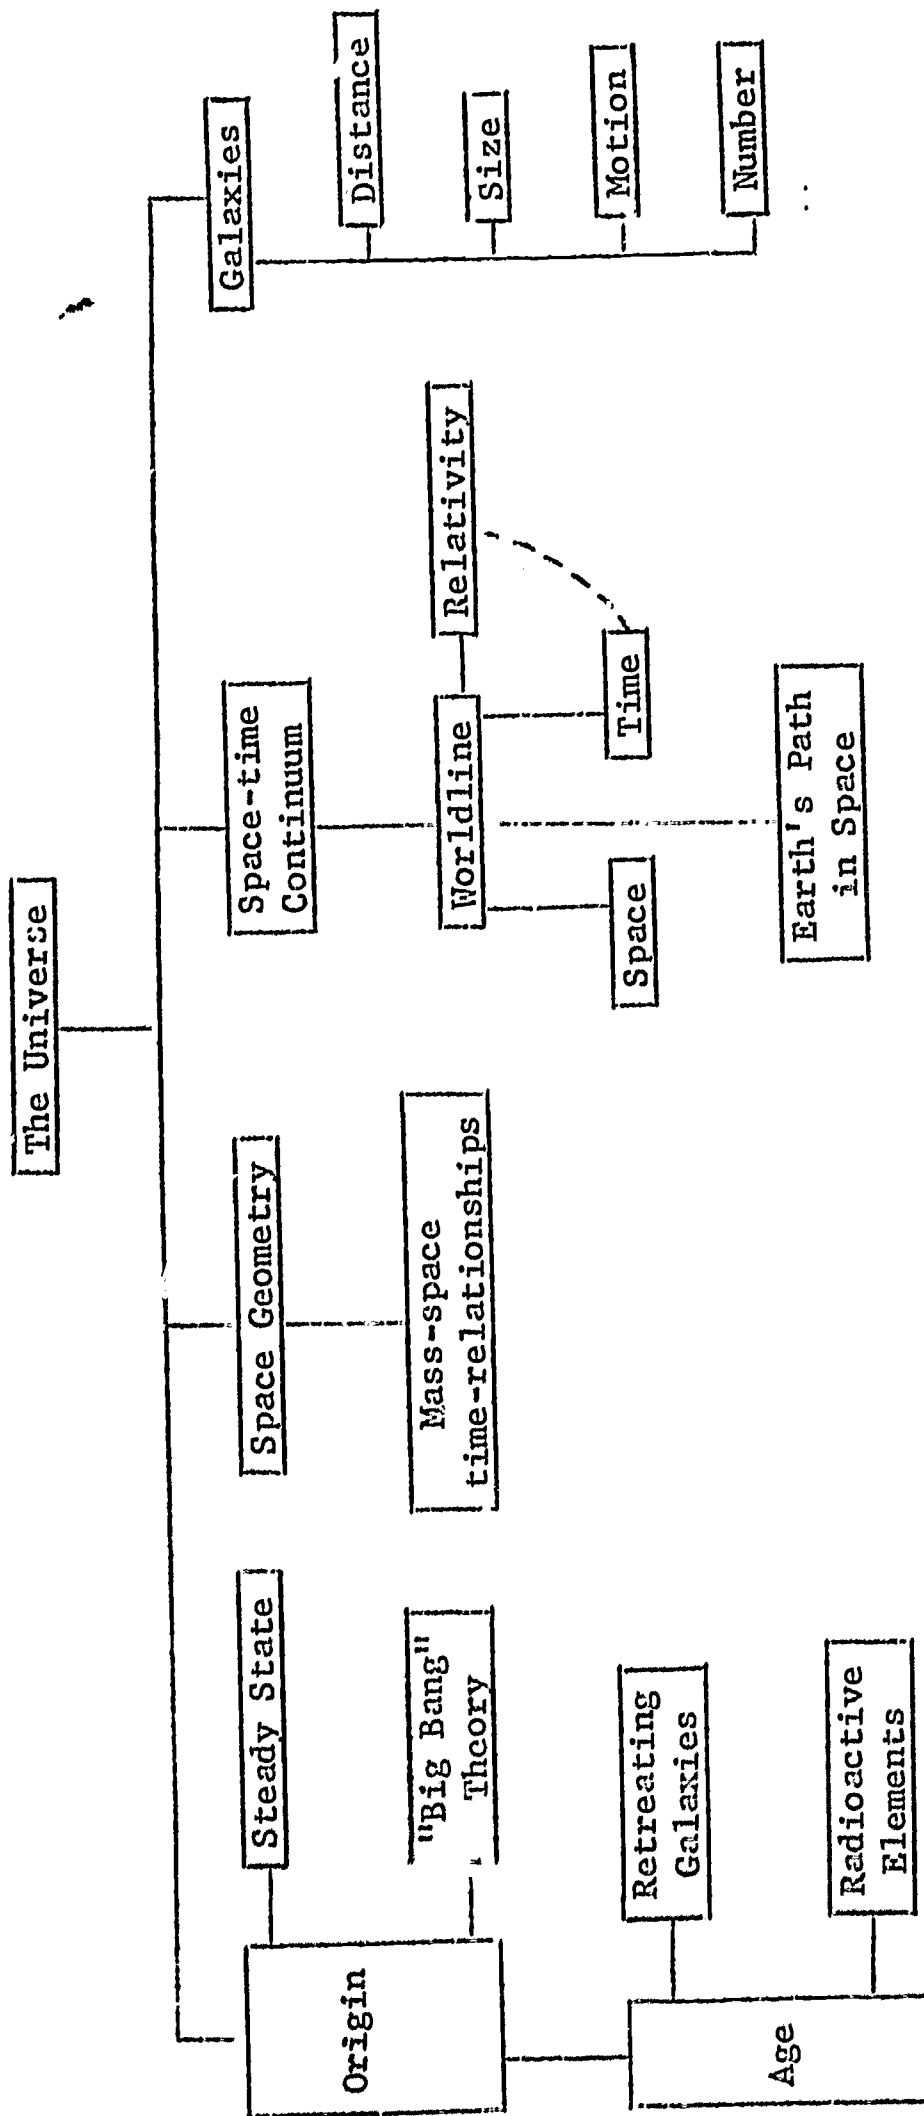 The Universe
Origin
Steady State
"Big Bang"
Theory
Age
Retreating
Galaxies
Radioactive
Elements
Space Geometry
Mass-space
time-relationships
Space-time
Continuum
Worldline
Relativity
Space
Time
Earth's Path
in Space
Galaxies
Distance
Size
Motion
Number